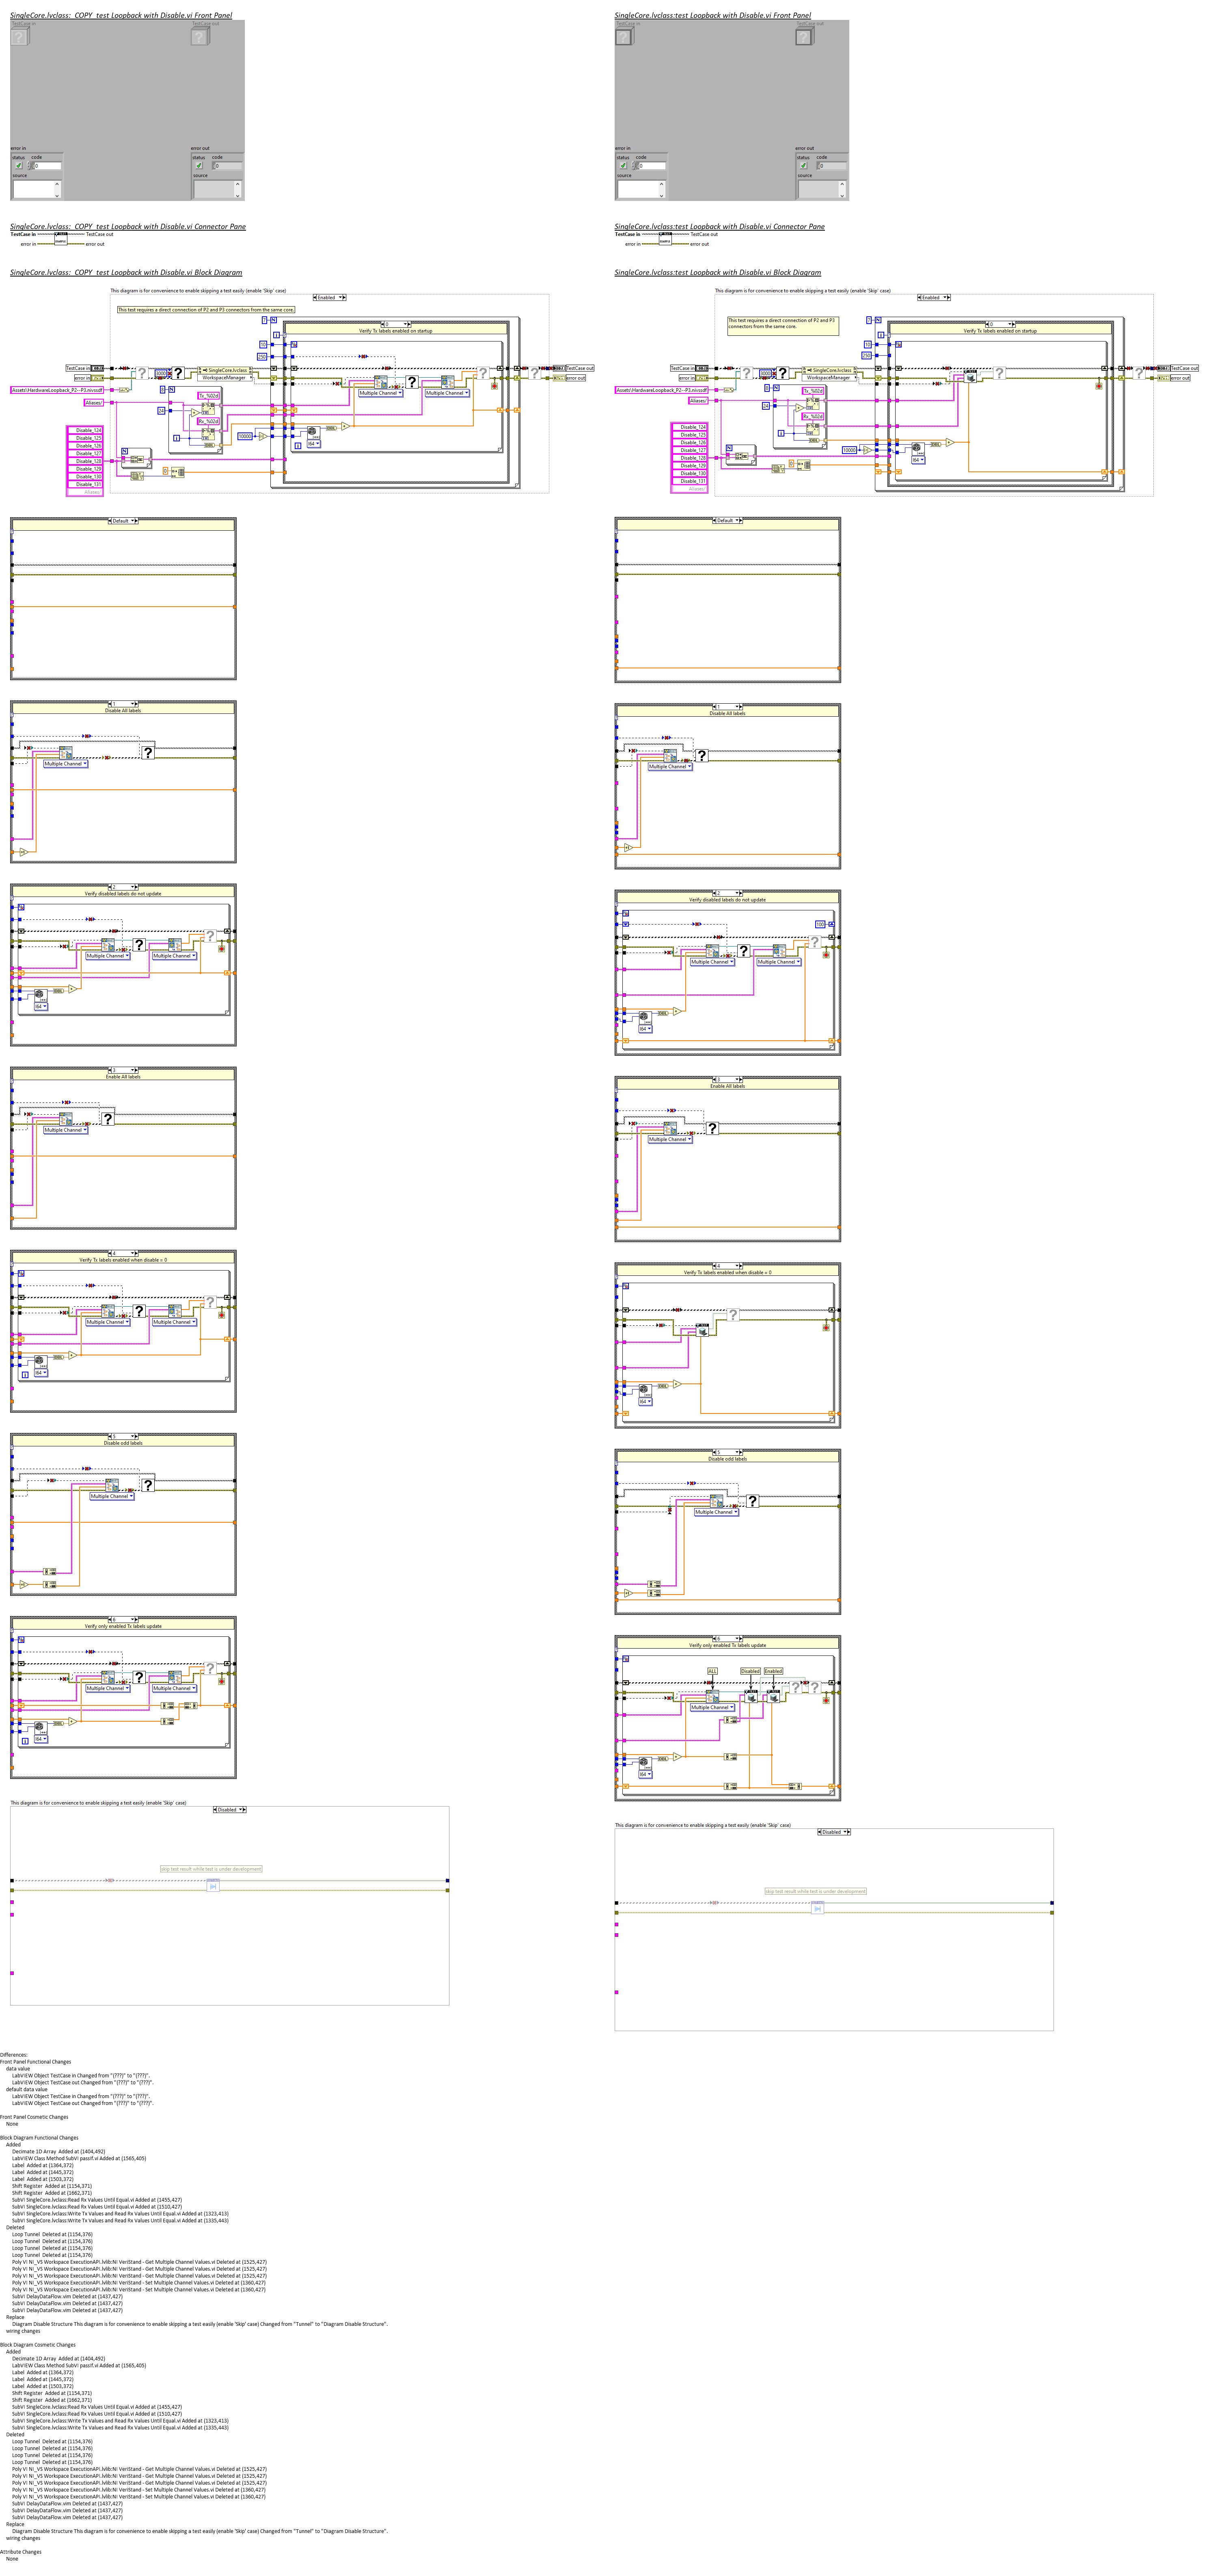 SingleCore.lvclass:_COPY_test Loopback with Disable.vi Front Panel
TestCase in
TestCase out
error in
error out
status
code
status
code
0
0
source
source
SingleCore.lvclass:_COPY_test Loopback with Disable.vi Connector Pane
TestCase in
TestCase out
error in
error out
SingleCore.lvclass:_COPY_test Loopback with Disable.vi Block Diagram
This diagram is for convenience to enable skipping a test easily (enable 'Skip' case)
Enabled
This test requires a direct connection of P2 and P3 connectors from the same core.
7
0
Verify Tx labels enabled on startup
10
250
TestCase in
3000
SingleCore.lvclass
TestCase out
error in
WorkspaceManager
error out
Assets\HardwareLoopback_P2--P3.nivssdf
Multiple Channel
Multiple Channel
Aliases/
Tx_%02d
24
Rx_%02d
10000
I64
Disable_124
Disable_125
Disable_126
Disable_127
Disable_128
Disable_129
Disable_130
Disable_131
Aliases/
Default
1
Disable All labels
Multiple Channel
2
Verify disabled labels do not update
Multiple Channel
Multiple Channel
I64
3
Enable All labels
Multiple Channel
4
Verify Tx labels enabled when disable = 0
Multiple Channel
Multiple Channel
I64
5
Disable odd labels
Multiple Channel
6
Verify only enabled Tx labels update
Multiple Channel
Multiple Channel
I64
This diagram is for convenience to enable skipping a test easily (enable 'Skip' case)
Disabled
skip test result while test is under development
SingleCore.lvclass:test Loopback with Disable.vi Front Panel
TestCase in
TestCase out
error in
error out
status
code
status
code
0
0
source
source
SingleCore.lvclass:test Loopback with Disable.vi Connector Pane
TestCase in
TestCase out
error in
error out
SingleCore.lvclass:test Loopback with Disable.vi Block Diagram
This diagram is for convenience to enable skipping a test easily (enable 'Skip' case)
Enabled
This test requires a direct connection of P2 and P3
connectors from the same core.
7
0
Verify Tx labels enabled on startup
10
250
TestCase in
3000
SingleCore.lvclass
TestCase out
error in
WorkspaceManager
error out
Assets\HardwareLoopback_P2--P3.nivssdf
Aliases/
Tx_%02d
24
Rx_%02d
10000
I64
Disable_124
Disable_125
Disable_126
Disable_127
Disable_128
Disable_129
Disable_130
Disable_131
Aliases/
Default
1
Disable All labels
Multiple Channel
2
Verify disabled labels do not update
100
Multiple Channel
Multiple Channel
I64
3
Enable All labels
Multiple Channel
4
Verify Tx labels enabled when disable = 0
I64
5
Disable odd labels
Multiple Channel
6
Verify only enabled Tx labels update
ALL
Disabled
Enabled
Multiple Channel
I64
This diagram is for convenience to enable skipping a test easily (enable 'Skip' case)
Disabled
skip test result while test is under development
Differences:
Front Panel Functional Changes
data value
LabVIEW Object TestCase in Changed from "(???)" to "(???)".
LabVIEW Object TestCase out Changed from "(???)" to "(???)".
default data value
LabVIEW Object TestCase in Changed from "(???)" to "(???)".
LabVIEW Object TestCase out Changed from "(???)" to "(???)".
Front Panel Cosmetic Changes
None
Block Diagram Functional Changes
Added
Decimate 1D Array  Added at (1404,492)
LabVIEW Class Method SubVI passIf.vi Added at (1565,405)
Label  Added at (1364,372)
Label  Added at (1445,372)
Label  Added at (1503,372)
Shift Register  Added at (1154,371)
Shift Register  Added at (1662,371)
SubVI SingleCore.lvclass:Read Rx Values Until Equal.vi Added at (1455,427)
SubVI SingleCore.lvclass:Read Rx Values Until Equal.vi Added at (1510,427)
SubVI SingleCore.lvclass:Write Tx Values and Read Rx Values Until Equal.vi Added at (1323,413)
SubVI SingleCore.lvclass:Write Tx Values and Read Rx Values Until Equal.vi Added at (1335,443)
Deleted
Loop Tunnel  Deleted at (1154,376)
Loop Tunnel  Deleted at (1154,376)
Loop Tunnel  Deleted at (1154,376)
Loop Tunnel  Deleted at (1154,376)
Poly VI NI_VS Workspace ExecutionAPI.lvlib:NI VeriStand - Get Multiple Channel Values.vi Deleted at (1525,427)
Poly VI NI_VS Workspace ExecutionAPI.lvlib:NI VeriStand - Get Multiple Channel Values.vi Deleted at (1525,427)
Poly VI NI_VS Workspace ExecutionAPI.lvlib:NI VeriStand - Get Multiple Channel Values.vi Deleted at (1525,427)
Poly VI NI_VS Workspace ExecutionAPI.lvlib:NI VeriStand - Set Multiple Channel Values.vi Deleted at (1360,427)
Poly VI NI_VS Workspace ExecutionAPI.lvlib:NI VeriStand - Set Multiple Channel Values.vi Deleted at (1360,427)
SubVI DelayDataFlow.vim Deleted at (1437,427)
SubVI DelayDataFlow.vim Deleted at (1437,427)
SubVI DelayDataFlow.vim Deleted at (1437,427)
Replace
Diagram Disable Structure This diagram is for convenience to enable skipping a test easily (enable 'Skip' case) Changed from "Tunnel" to "Diagram Disable Structure".
wiring changes
Block Diagram Cosmetic Changes
Added
Decimate 1D Array  Added at (1404,492)
LabVIEW Class Method SubVI passIf.vi Added at (1565,405)
Label  Added at (1364,372)
Label  Added at (1445,372)
Label  Added at (1503,372)
Shift Register  Added at (1154,371)
Shift Register  Added at (1662,371)
SubVI SingleCore.lvclass:Read Rx Values Until Equal.vi Added at (1455,427)
SubVI SingleCore.lvclass:Read Rx Values Until Equal.vi Added at (1510,427)
SubVI SingleCore.lvclass:Write Tx Values and Read Rx Values Until Equal.vi Added at (1323,413)
SubVI SingleCore.lvclass:Write Tx Values and Read Rx Values Until Equal.vi Added at (1335,443)
Deleted
Loop Tunnel  Deleted at (1154,376)
Loop Tunnel  Deleted at (1154,376)
Loop Tunnel  Deleted at (1154,376)
Loop Tunnel  Deleted at (1154,376)
Poly VI NI_VS Workspace ExecutionAPI.lvlib:NI VeriStand - Get Multiple Channel Values.vi Deleted at (1525,427)
Poly VI NI_VS Workspace ExecutionAPI.lvlib:NI VeriStand - Get Multiple Channel Values.vi Deleted at (1525,427)
Poly VI NI_VS Workspace ExecutionAPI.lvlib:NI VeriStand - Get Multiple Channel Values.vi Deleted at (1525,427)
Poly VI NI_VS Workspace ExecutionAPI.lvlib:NI VeriStand - Set Multiple Channel Values.vi Deleted at (1360,427)
Poly VI NI_VS Workspace ExecutionAPI.lvlib:NI VeriStand - Set Multiple Channel Values.vi Deleted at (1360,427)
SubVI DelayDataFlow.vim Deleted at (1437,427)
SubVI DelayDataFlow.vim Deleted at (1437,427)
SubVI DelayDataFlow.vim Deleted at (1437,427)
Replace
Diagram Disable Structure This diagram is for convenience to enable skipping a test easily (enable 'Skip' case) Changed from "Tunnel" to "Diagram Disable Structure".
wiring changes
Attribute Changes
None